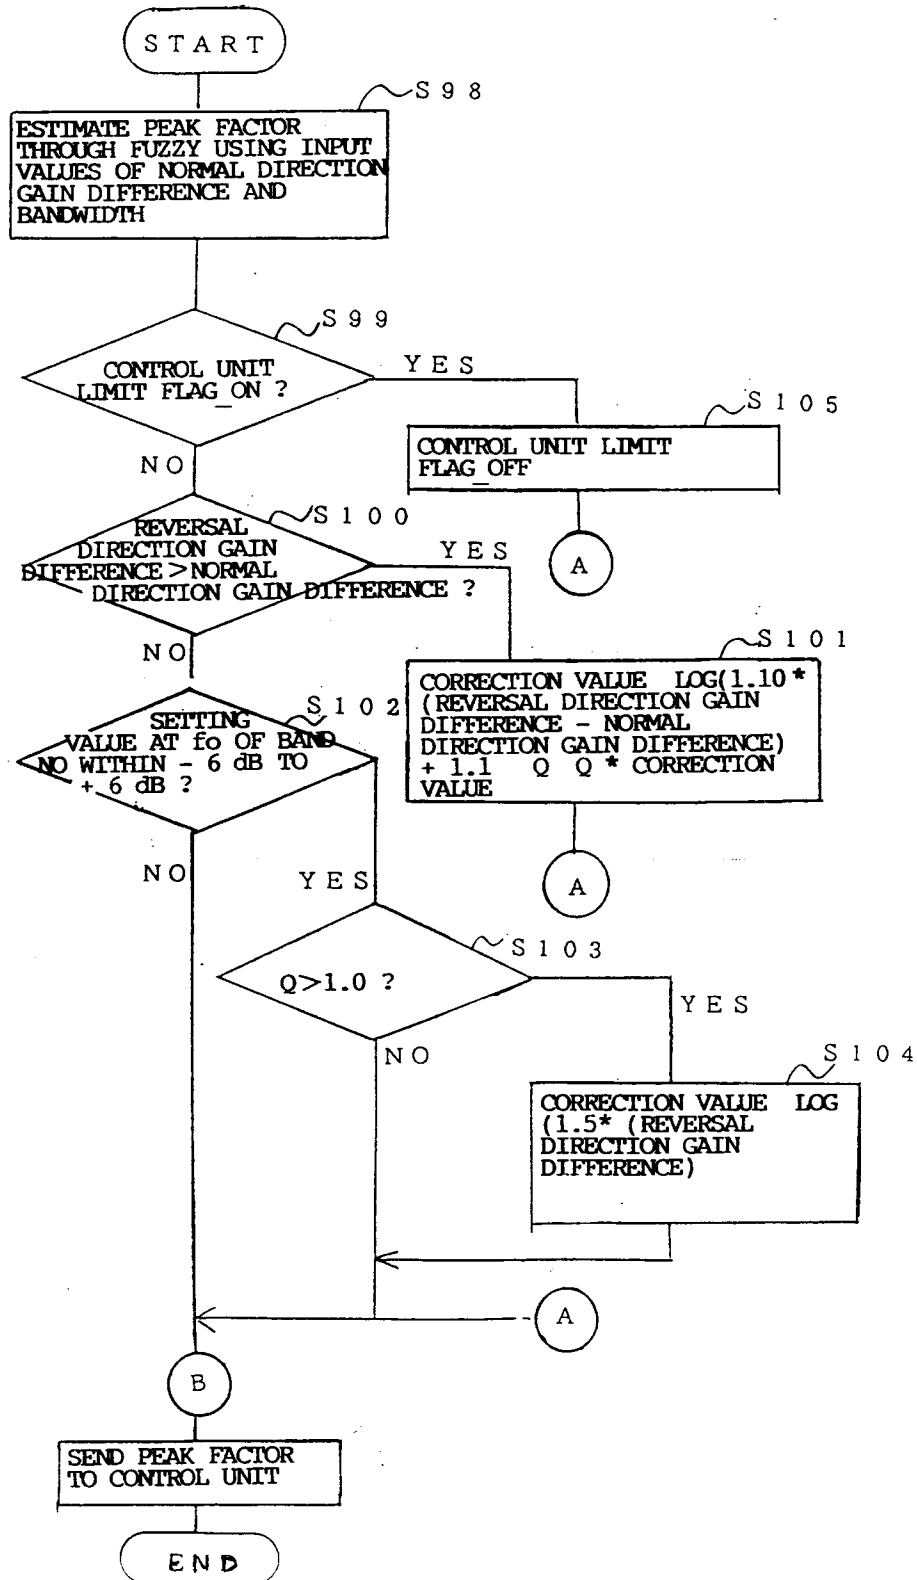 START
S98
ESTIMATE PEAK FACTOR
THROUGH FUZZY USING INPUT
VALUES OF NORMAL DIRECTION
GAIN DIFFERENCE AND
BANDWIDTH
S99
CONTROL UNIT
LIMIT FLAG_ON ?
YES
NO
S105
CONTROL UNIT LIMIT
FLAG_OFF
A
S100
REVERSAL
DIRECTION GAIN
DIFFERENCE > NORMAL
DIRECTION GAIN DIFFERENCE ?
YES
NO
S101
CORRECTION VALUE LOG(1.10 *
(REVERSAL DIRECTION GAIN
DIFFERENCE - NORMAL
DIRECTION GAIN DIFFERENCE)
+ 1.1 Q Q * CORRECTION
VALUE
A
S102
SETTING
VALUE AT fo OF BAND
NO WITHIN - 6 dB TO
+ 6 dB ?
NO
YES
S103
Q>1.0 ?
YES
NO
S104
CORRECTION VALUE LOG
(1.5* (REVERSAL
DIRECTION GAIN
DIFFERENCE)
A
B
SEND PEAK FACTOR
TO CONTROL UNIT
END